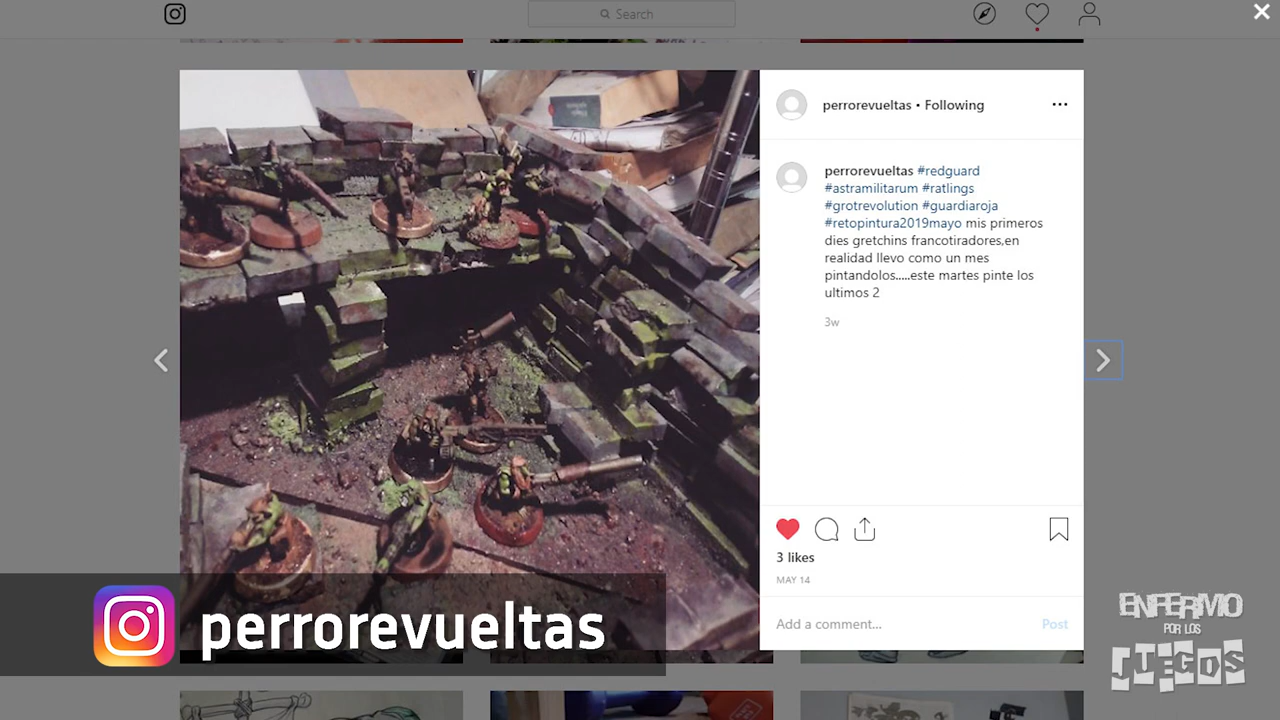 Search
perrorevueltas • Following
perrorevueltas #redguard
#astramilitarum #ratlings
#grotrevolution #guardiaroja
#retopintura2019mayo mis primeros
dies gretchins francotiradores,en
realidad llevo como un mes
pintandolos.....este martes pinte los
ultimos 2
3w
3 likes
MAY 14
Add a comment...
Post
perrorevueltas
ENFERMO
POR LOS
JUEGOS